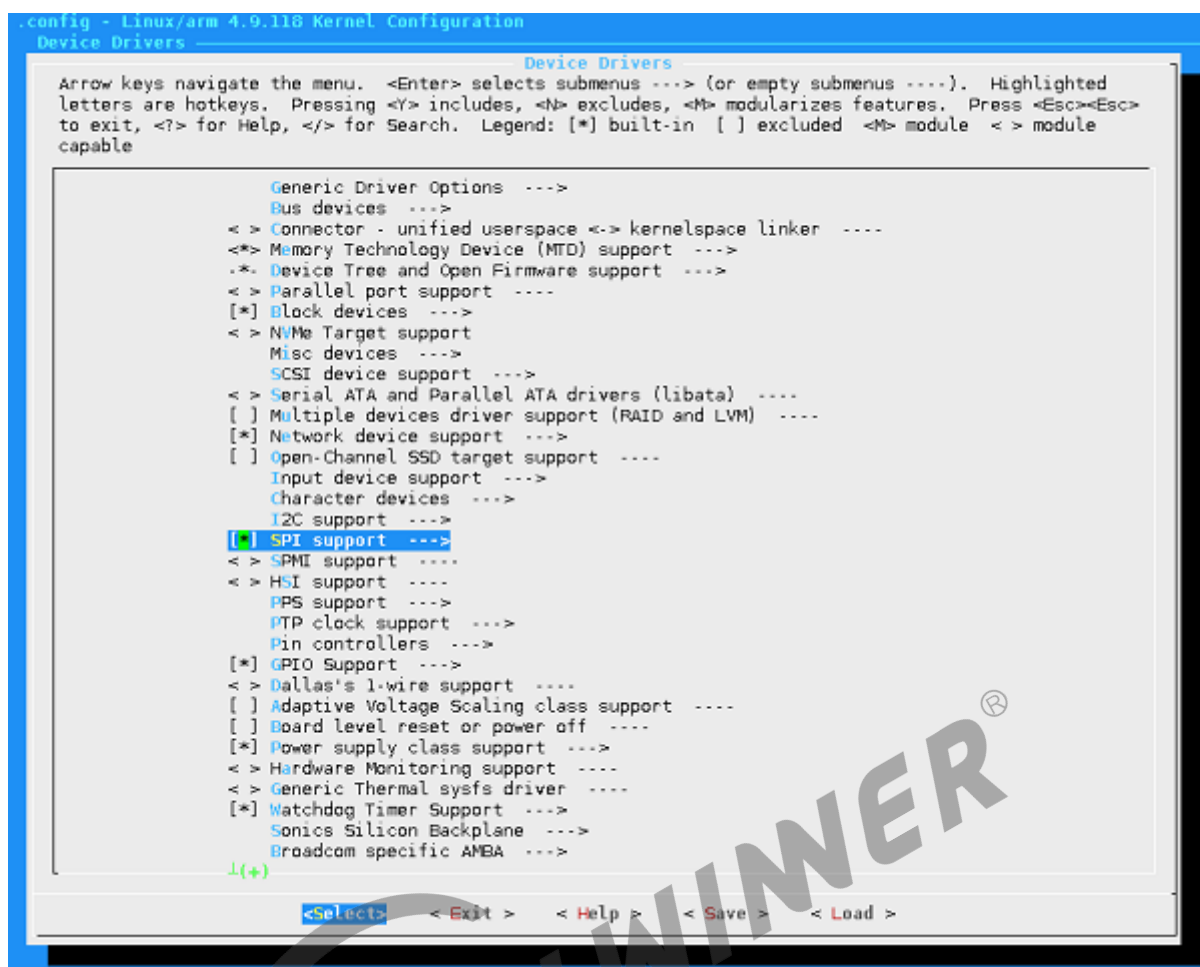 .config - Linux/arm 4.9.118 Kernel Configuration
Device Drivers
Device Drivers
Arrow keys navigate the menu.  <Enter> selects submenus ---> (or empty submenus ----).  Highlighted
letters are hotkeys.  Pressing <Y> includes, <N> excludes, <M> modularizes features.  Press <Esc><Esc>
to exit, <?> for Help, </> for Search.  Legend: [*] built-in  [ ] excluded  <M> module  < > module
capable
Generic Driver Options  --->
Bus devices  --->
< > Connector - unified userspace <-> kernelspace linker  ----
<*> Memory Technology Device (MTD) support  --->
-*- Device Tree and Open Firmware support  --->
< > Parallel port support  ----
[*] Block devices  --->
< > NVMe Target support
Misc devices  --->
SCSI device support  --->
< > Serial ATA and Parallel ATA drivers (libata)  ----
[ ] Multiple devices driver support (RAID and LVM)  ----
[*] Network device support  --->
[ ] Open-Channel SSD target support  ----
Input device support  --->
Character devices  --->
I2C support  --->
[*] SPI support  --->
< > SPMI support  ----
< > HSI support  ----
PPS support  --->
PTP clock support  --->
Pin controllers  --->
[*] GPIO Support  --->
< > Dallas's 1-wire support  ----
[ ] Adaptive Voltage Scaling class support  ----
[ ] Board level reset or power off  ----
[*] Power supply class support  --->
< > Hardware Monitoring support  ----
< > Generic Thermal sysfs driver  ----
[*] Watchdog Timer Support  --->
Sonics Silicon Backplane  --->
Broadcom specific AMBA  --->
┴(+)
<Select>    < Exit >    < Help >    < Save >    < Load >
WINNER®